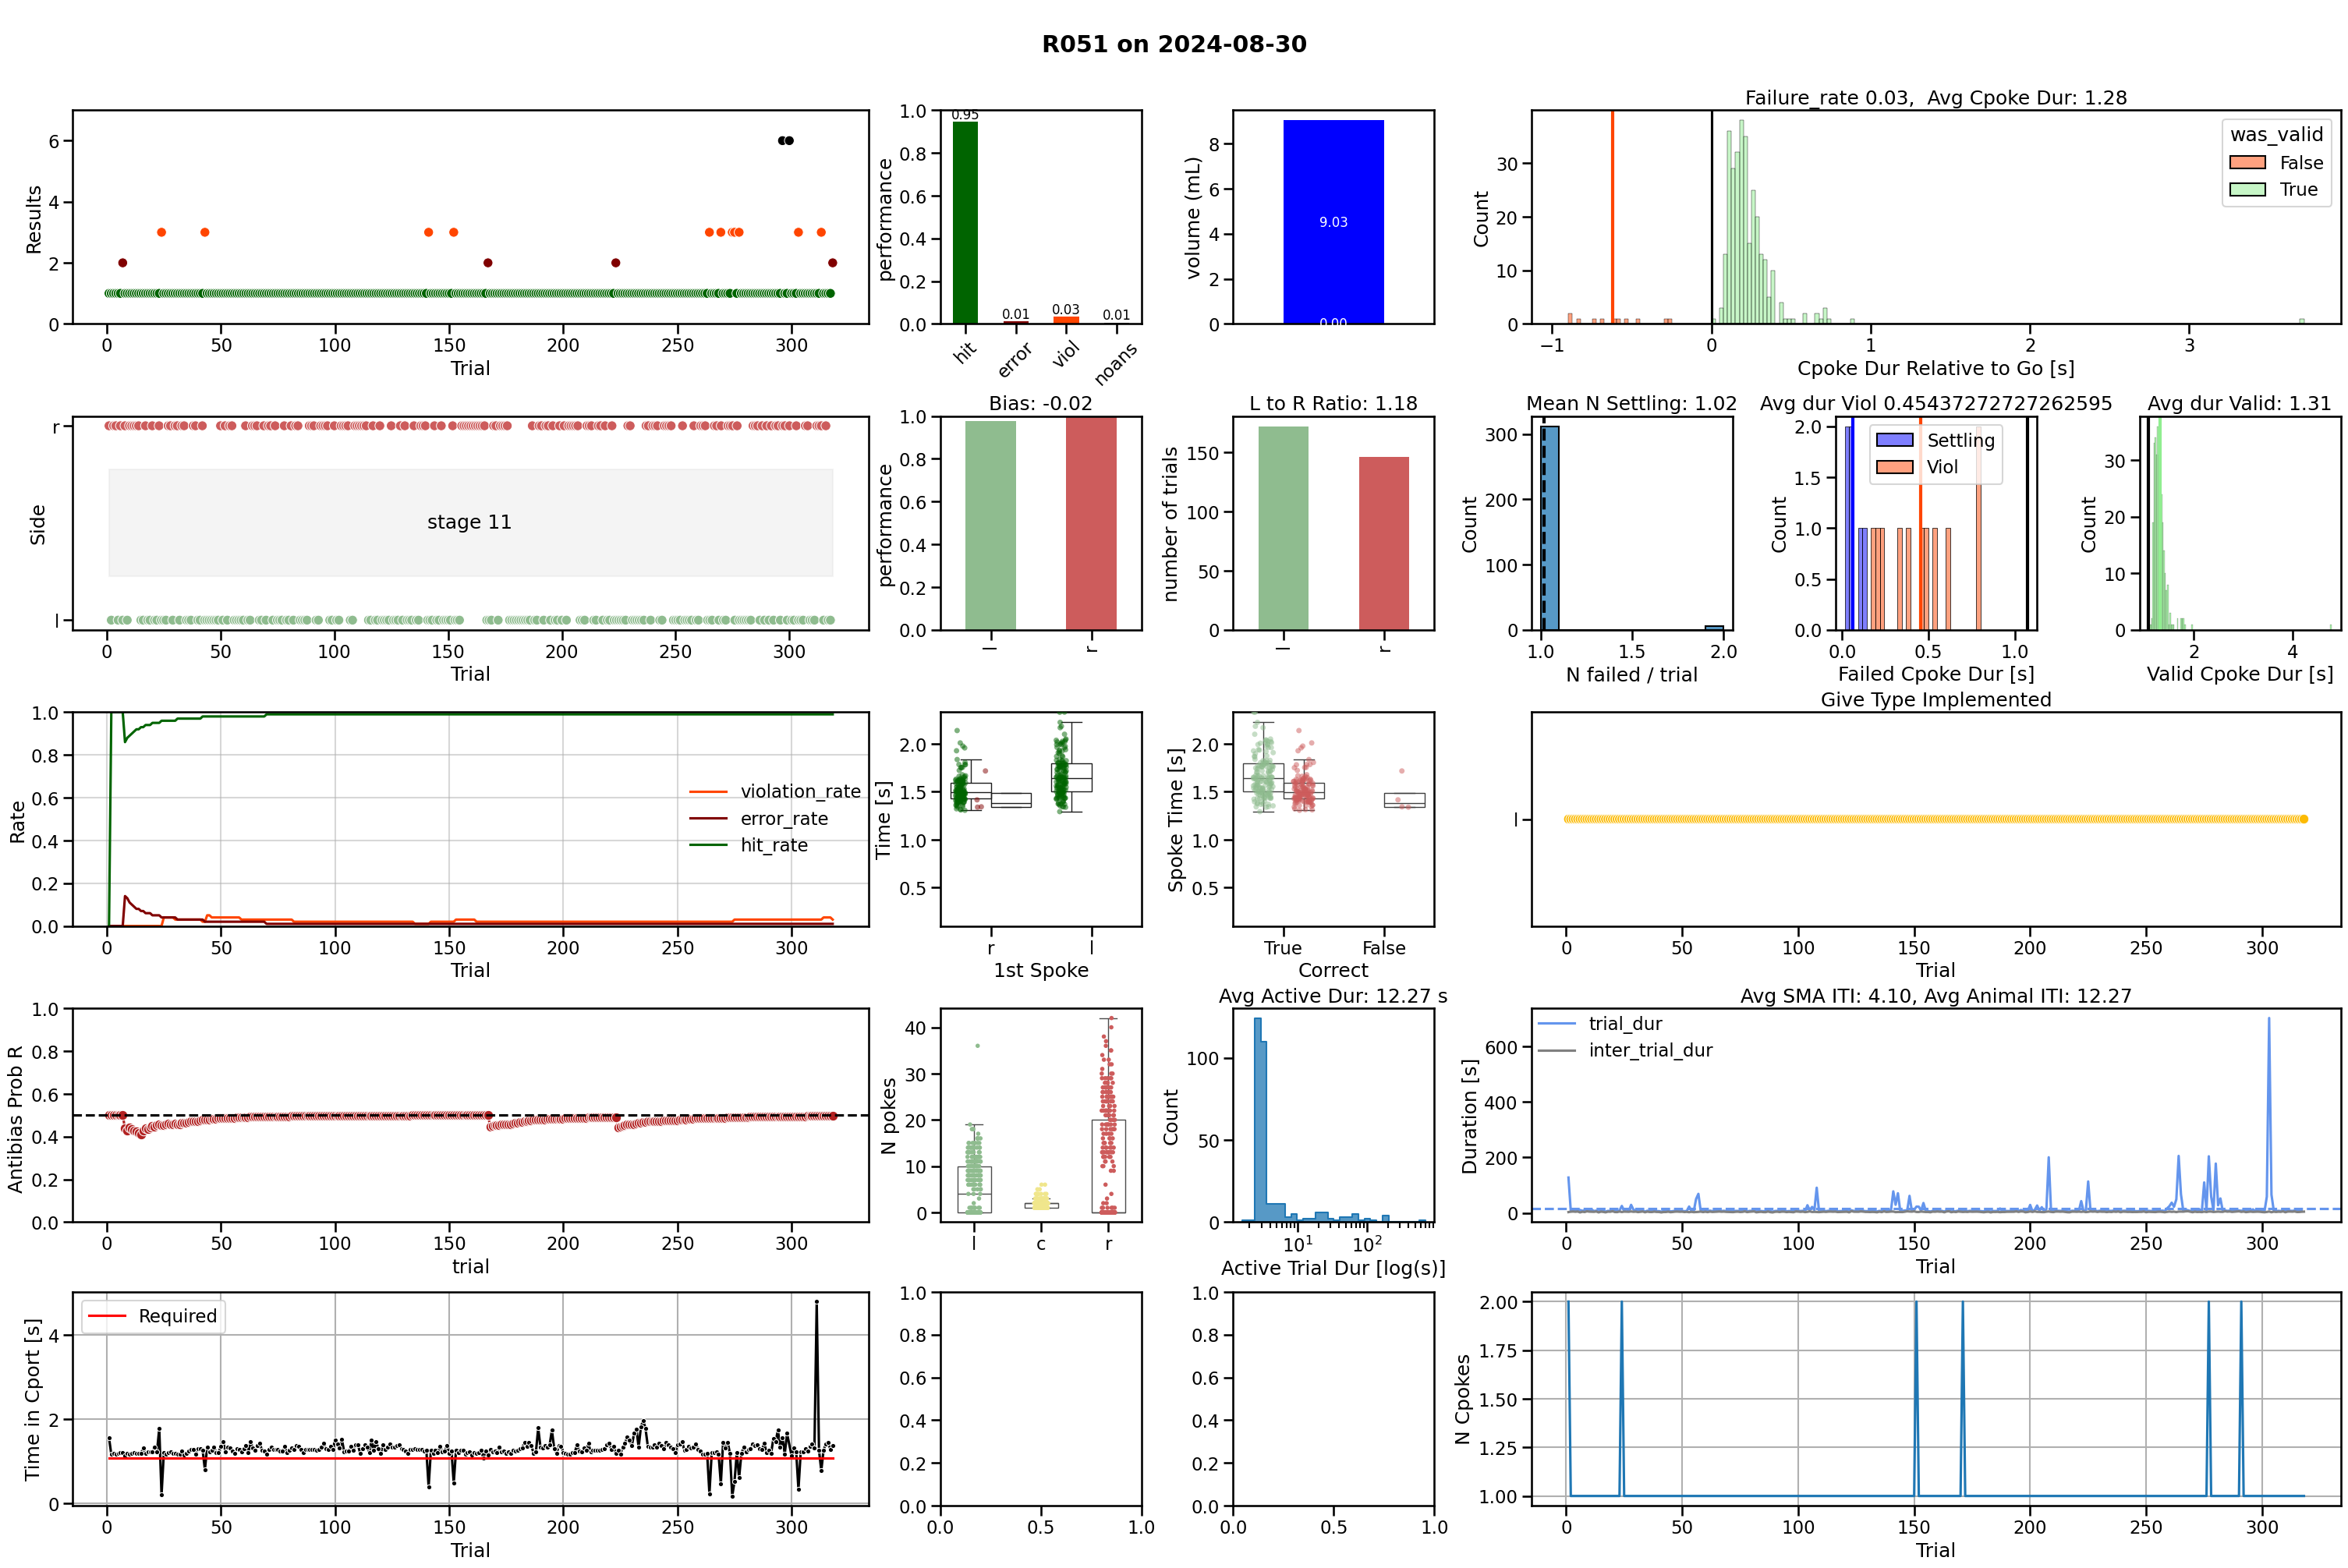 R051 on 2024-08-30
Results
6
4
2
0
0 50 100 150 200 250 300
Trial
performance
1.0
0.8
0.6
0.4
0.2
0.0
0.95
0.01
0.03
0.01
hit
error
viol
noans
volume (mL)
8
6
4
2
0
9.03
0.00
Failure_rate 0.03,  Avg Cpoke Dur: 1.28
Count
30
20
10
0
−1 0 1 2 3
Cpoke Dur Relative to Go [s]
was_valid
False
True
Side
r
l
stage 11
0 50 100 150 200 250 300
Trial
Bias: -0.02
performance
1.0
0.8
0.6
0.4
0.2
0.0
l r
L to R Ratio: 1.18
number of trials
150
100
50
0
l r
Mean N Settling: 1.02
Count
300
200
100
0
1.0 1.5 2.0
N failed / trial
Avg dur Viol 0.45437272727262595
Count
2.0
1.5
1.0
0.5
0.0
Settling
Viol
0.0 0.5 1.0
Failed Cpoke Dur [s]
Avg dur Valid: 1.31
Count
30
20
10
0
2 4
Valid Cpoke Dur [s]
Rate
1.0
0.8
0.6
0.4
0.2
0.0
violation_rate
error_rate
hit_rate
0 50 100 150 200 250 300
Trial
Time [s]
2.0
1.5
1.0
0.5
r l
1st Spoke
Spoke Time [s]
2.0
1.5
1.0
0.5
True False
Correct
Give Type Implemented
l
0 50 100 150 200 250 300
Trial
Antibias Prob R
1.0
0.8
0.6
0.4
0.2
0.0
0 50 100 150 200 250 300
trial
N pokes
40
30
20
10
0
l c r
Avg Active Dur: 12.27 s
Count
100
50
0
10¹ 10²
Active Trial Dur [log(s)]
Avg SMA ITI: 4.10, Avg Animal ITI: 12.27
Duration [s]
600
400
200
0
trial_dur
inter_trial_dur
0 50 100 150 200 250 300
Trial
Time in Cport [s]
4
2
0
Required
0 50 100 150 200 250 300
Trial
1.0
0.8
0.6
0.4
0.2
0.0
0.0 0.5 1.0
1.0
0.8
0.6
0.4
0.2
0.0
0.0 0.5 1.0
N Cpokes
2.00
1.75
1.50
1.25
1.00
0 50 100 150 200 250 300
Trial